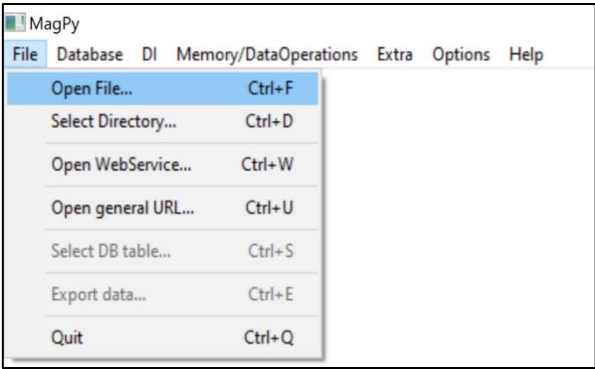 MagPy
File Database DI Memory/DataOperations Extra Options Help
Open File... Ctrl+F
Select Directory... Ctrl+D
Open WebService... Ctrl+W
Open general URL... Ctrl+U
Select DB table... Ctrl+S
Export data... Ctrl+E
Quit Ctrl+Q